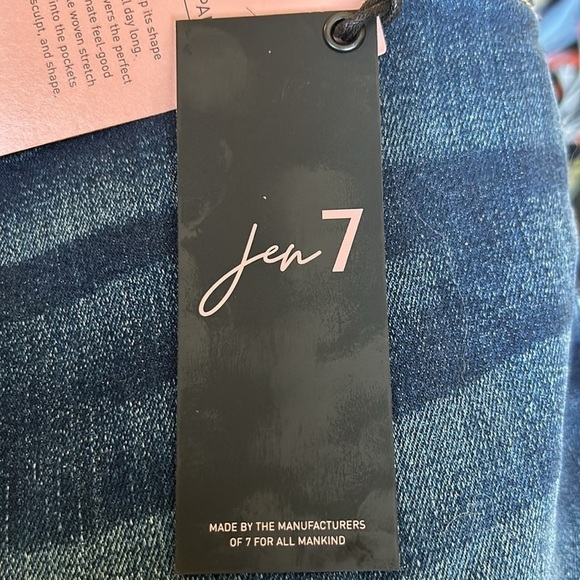 PA
p its shape
l day long.
mate feel-good
vers the perfect
e woven stretch
into the pockets
sculpt, and shape.
Jen7
MADE BY THE MANUFACTURERS
OF 7 FOR ALL MANKIND